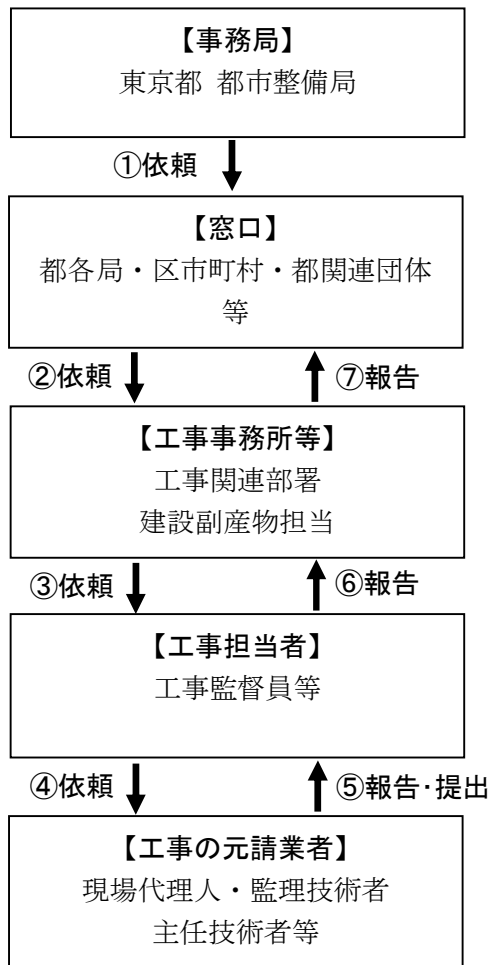 【事務局】
東京都 都市整備局
①依頼
【窓口】
都各局・区市町村・都関連団体
等
②依頼
⑦報告
【工事事務所等】
工事関連部署
建設副産物担当
③依頼
⑥報告
【工事担当者】
工事監督員等
④依頼
⑤報告・提出
【工事の元請業者】
現場代理人・監理技術者
主任技術者等